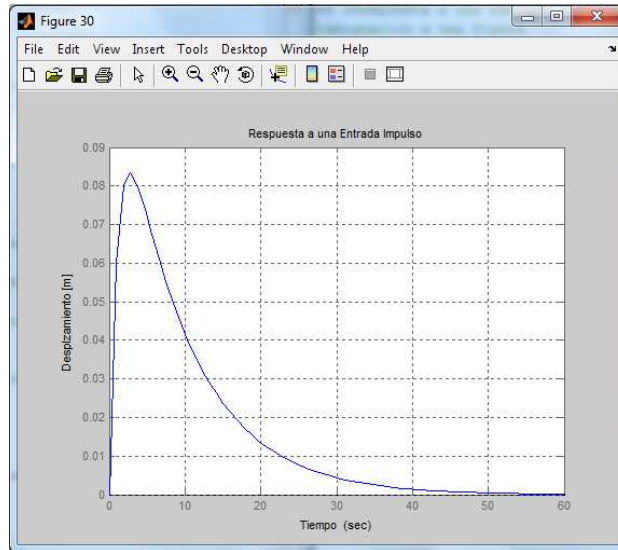 Figure 30
File Edit View Insert Tools Desktop Window Help
Respuesta a una Entrada Impulso
0.09
0.08
0.07
0.06
0.05
0.04
0.03
0.02
0.01
0
Desplzamiento [m]
0 10 20 30 40 50 60
Tiempo (sec)